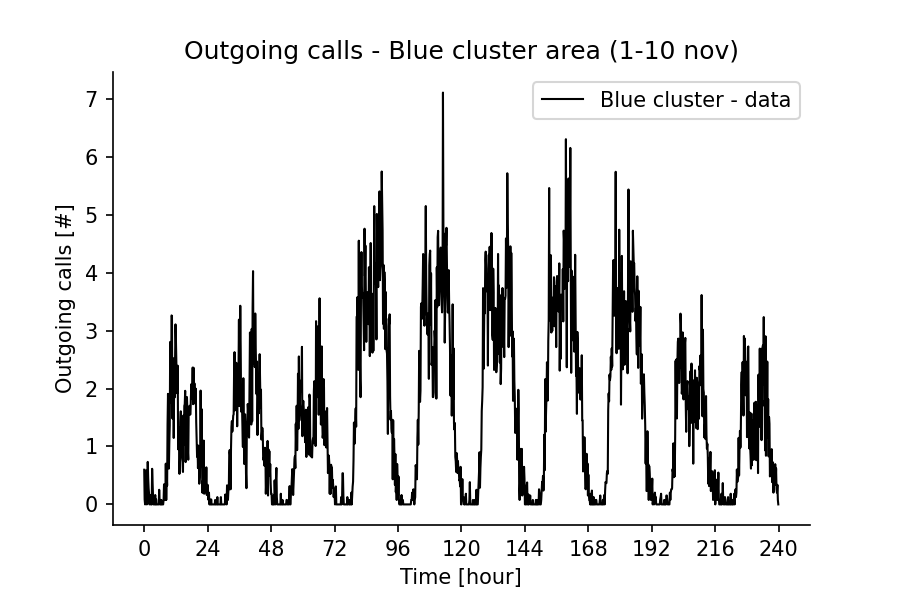 Outgoing calls - Blue cluster area (1-10 nov)
Blue cluster - data
7
6
5
4
3
2
1
0
Outgoing calls [#]
0 24 48 72 96 120 144 168 192 216 240
Time [hour]